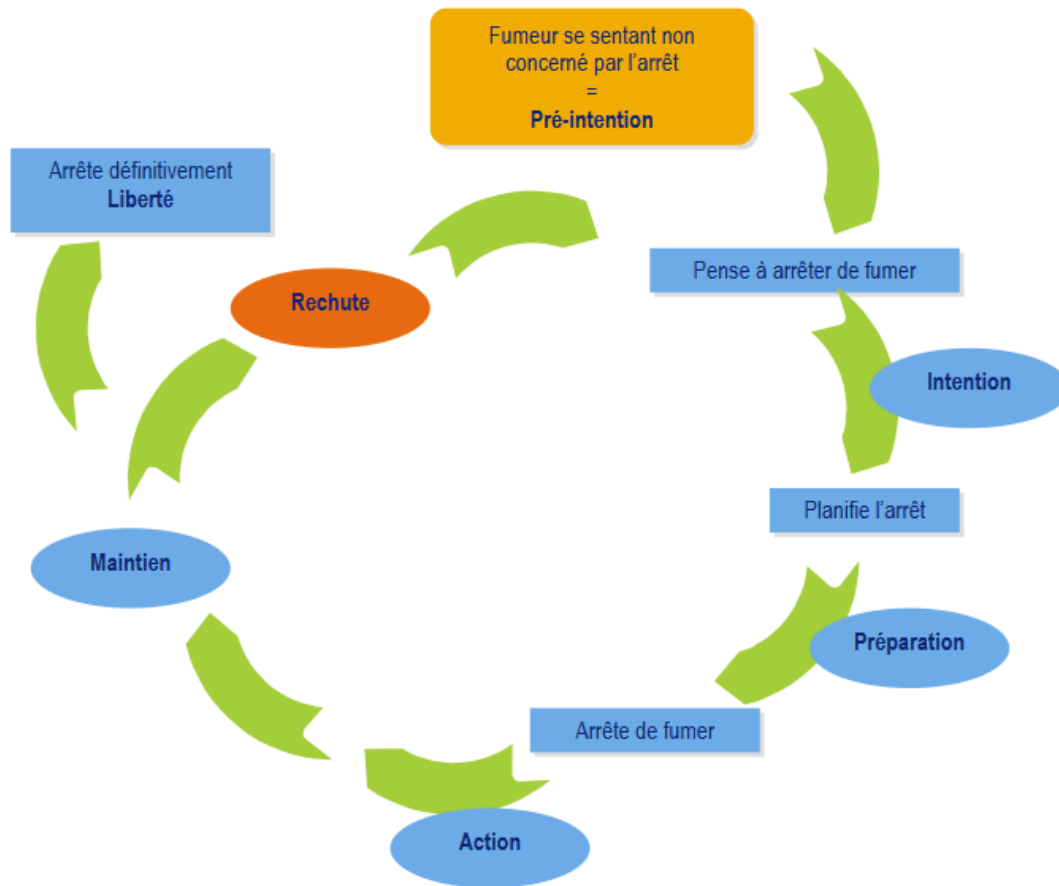 Fumeur se sentant non
concerné par l'arrêt
=
Pré-intention
Arrête définitivement
Liberté
Pense à arrêter de fumer
Rechute
Intention
Planifie l'arrêt
Maintien
Préparation
Arrête de fumer
Action